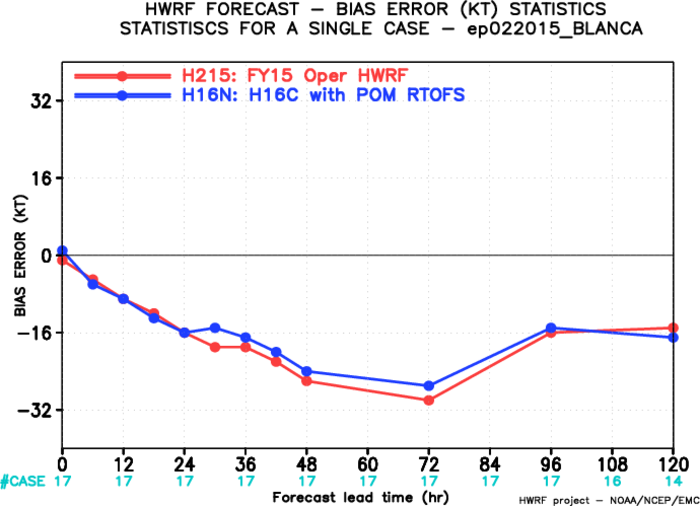 HWRF FORECAST – BIAS ERROR (KT) STATISTICS
STATISTISCS FOR A SINGLE CASE – ep022015_BLANCA
H215: FY15 Oper HWRF
H16N: H16C with POM RTOFS
32
16
0
−16
−32
BIAS ERROR (KT)
0 12 24 36 48 60 72 84 96 108 120
#CASE 17 17 17 17 17 17 17 17 17 16 14
Forecast lead time (hr)
HWRF project – NOAA/NCEP/EMC